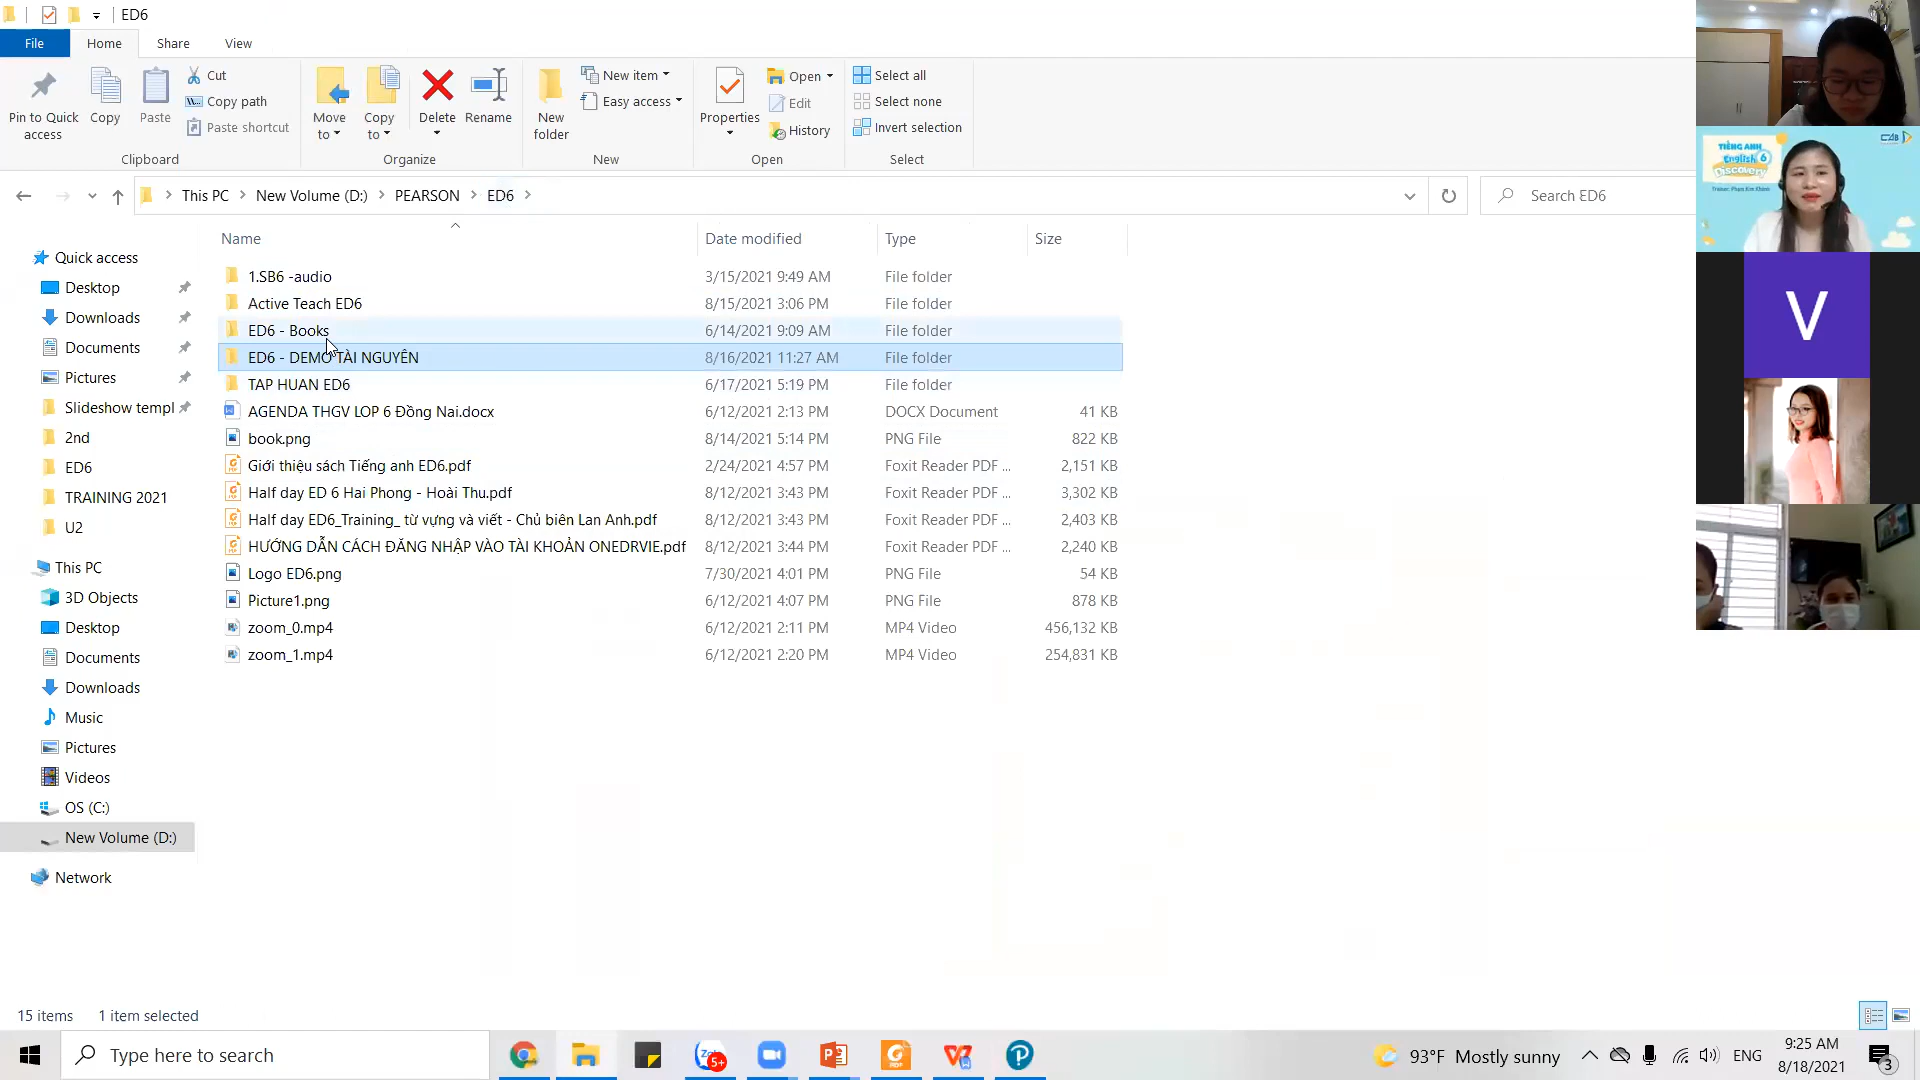 ED6
File Home Share View
Pin to Quick access
Copy
Paste
Cut
Copy path
Paste shortcut
Clipboard
Move to
Copy to
Delete
Rename
Organize
New folder
New item
Easy access
New
Properties
Open
Edit
History
Open
Select all
Select none
Invert selection
Select
This PC > New Volume (D:) > PEARSON > ED6 >
Search ED6
Name Date modified Type Size
1.SB6 -audio 3/15/2021 9:49 AM File folder
Active Teach ED6 8/15/2021 3:06 PM File folder
ED6 - Books 6/14/2021 9:09 AM File folder
ED6 - DEMO TÀI NGUYÊN 8/16/2021 11:27 AM File folder
TAP HUAN ED6 6/17/2021 5:19 PM File folder
AGENDA THGV LOP 6 Đồng Nai.docx 6/12/2021 2:13 PM DOCX Document 41 KB
book.png 8/14/2021 5:14 PM PNG File 822 KB
Giới thiệu sách Tiếng anh ED6.pdf 2/24/2021 4:57 PM Foxit Reader PDF ... 2,151 KB
Half day ED 6 Hai Phong - Hoài Thu.pdf 8/12/2021 3:43 PM Foxit Reader PDF ... 3,302 KB
Half day ED6_Training_ từ vựng và viết - Chủ biên Lan Anh.pdf 8/12/2021 3:43 PM Foxit Reader PDF ... 2,403 KB
HƯỚNG DẪN CÁCH ĐĂNG NHẬP VÀO TÀI KHOẢN ONEDRVIE.pdf 8/12/2021 3:44 PM Foxit Reader PDF ... 2,240 KB
Logo ED6.png 7/30/2021 4:01 PM PNG File 54 KB
Picture1.png 6/12/2021 4:07 PM PNG File 878 KB
zoom_0.mp4 6/12/2021 2:11 PM MP4 Video 456,132 KB
zoom_1.mp4 6/12/2021 2:20 PM MP4 Video 254,831 KB
Quick access
Desktop
Downloads
Documents
Pictures
Slideshow templ
2nd
ED6
TRAINING 2021
U2
This PC
3D Objects
Desktop
Documents
Downloads
Music
Pictures
Videos
OS (C:)
New Volume (D:)
Network
TIẾNG ANH
English 6
Discovery
Trainer: Phạm Kim Khánh
V
15 items 1 item selected
Type here to search
5+
93°F Mostly sunny
ENG
9:25 AM
8/18/2021
3